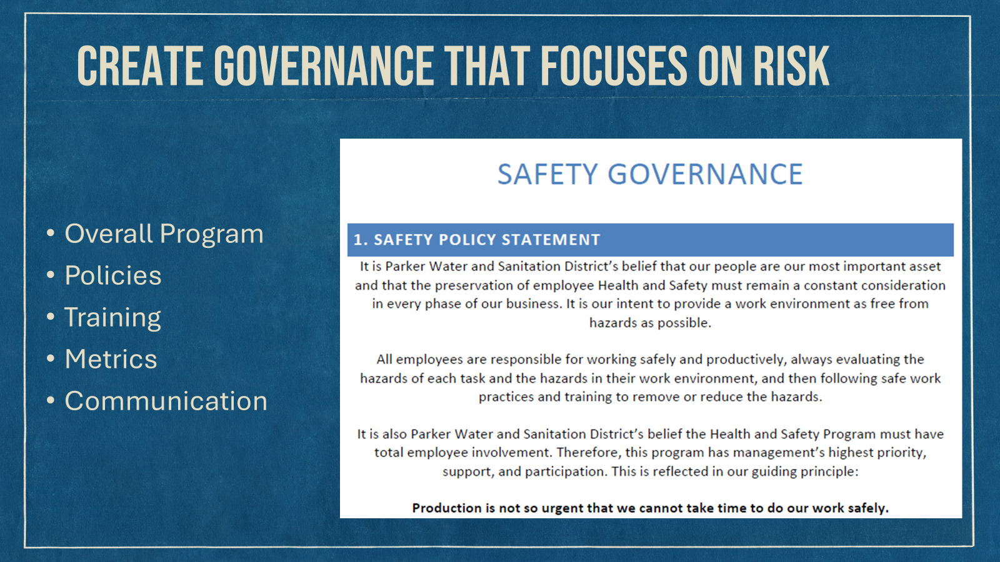 CREATE GOVERNANCE THAT FOCUSES ON RISK
• Overall Program
• Policies
• Training
• Metrics
• Communication
SAFETY GOVERNANCE
1. SAFETY POLICY STATEMENT
It is Parker Water and Sanitation District’s belief that our people are our most important asset
and that the preservation of employee Health and Safety must remain a constant consideration
in every phase of our business. It is our intent to provide a work environment as free from
hazards as possible.
All employees are responsible for working safely and productively, always evaluating the
hazards of each task and the hazards in their work environment, and then following safe work
practices and training to remove or reduce the hazards.
It is also Parker Water and Sanitation District’s belief the Health and Safety Program must have
total employee involvement. Therefore, this program has management’s highest priority,
support, and participation. This is reflected in our guiding principle:
Production is not so urgent that we cannot take time to do our work safely.